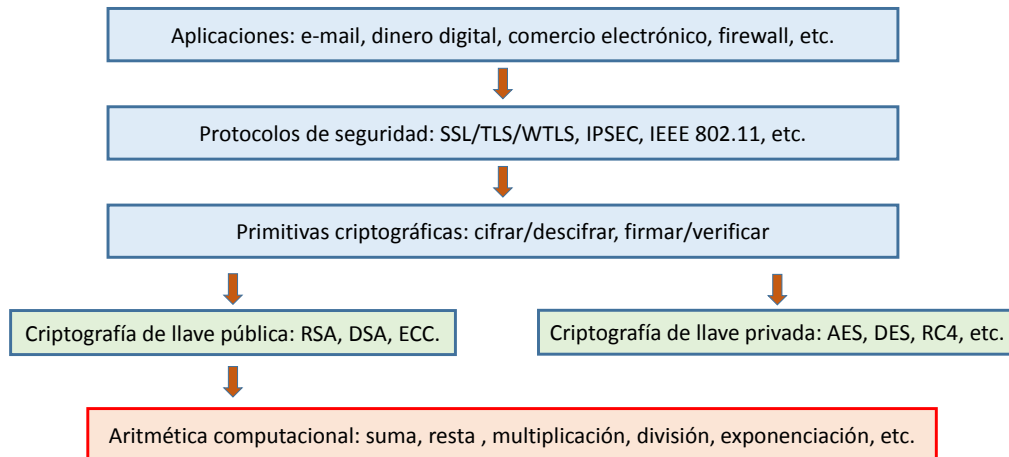 Aplicaciones: e-mail, dinero digital, comercio electrónico, firewall, etc.
Protocolos de seguridad: SSL/TLS/WTLS, IPSEC, IEEE 802.11, etc.
Primitivas criptográficas: cifrar/descifrar, firmar/verificar
Criptografía de llave pública: RSA, DSA, ECC.
Criptografía de llave privada: AES, DES, RC4, etc.
Aritmética computacional: suma, resta , multiplicación, división, exponenciación, etc.